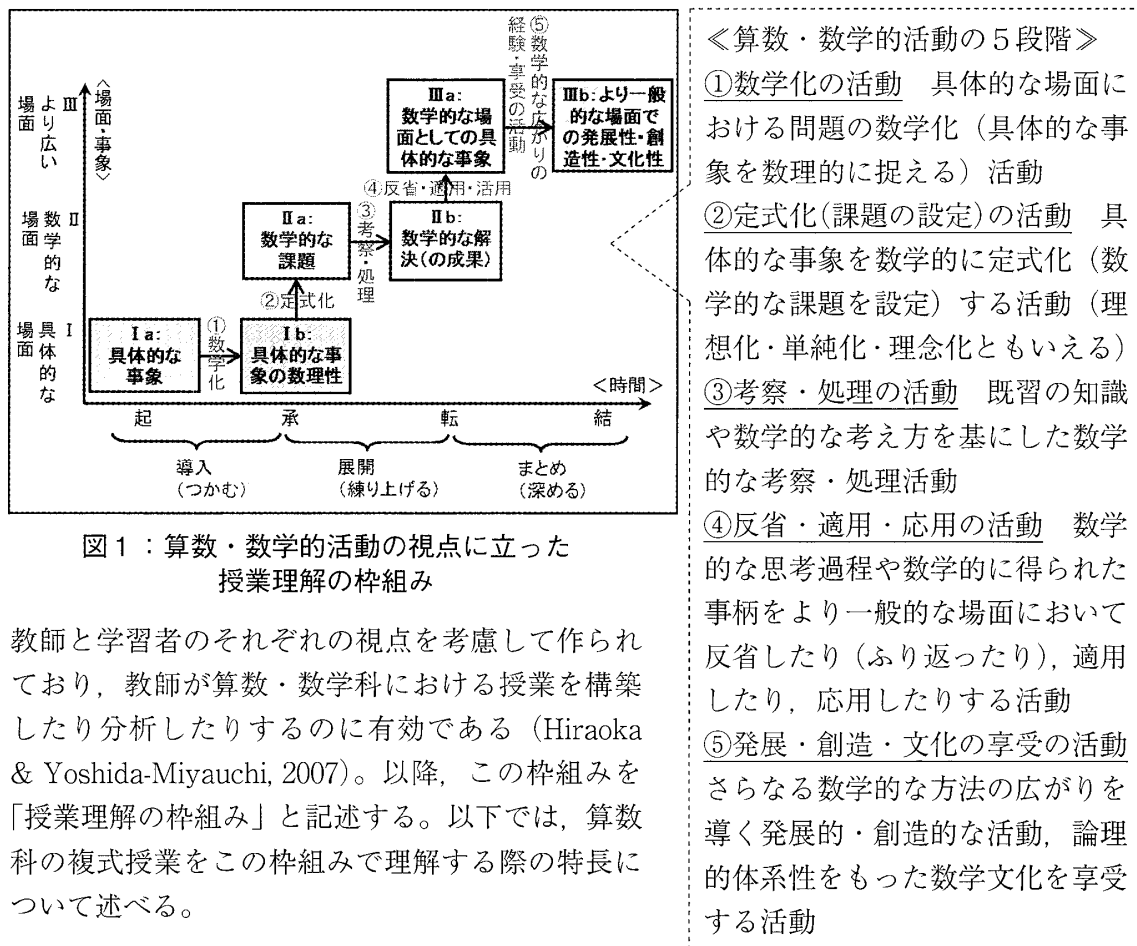 <場面・事象>
Ⅲ
より広い
場面
Ⅱ
数学的な
場面
Ⅰ
具体的な
場面
Ⅰa:
具体的な
事象
①数学化
Ⅰb:
具体的な事
象の数理性
②定式化
Ⅱa:
数学的な
課題
③考察・処理
Ⅱb:
数学的な解
決(の成果)
④反省・適用・活用
Ⅲa:
数学的な場
面としての具
体的な事象
⑤数学的な広がりの
経験・享受の活動
Ⅲb:より一般
的な場面で
の発展性・創
造性・文化性
<時間>
起 承 転 結
導入 展開 まとめ
(つかむ) (練り上げる) (深める)
図1:算数・数学的活動の視点に立った
授業理解の枠組み
教師と学習者のそれぞれの視点を考慮して作られ
ており,教師が算数・数学科における授業を構築
したり分析したりするのに有効である(Hiraoka
& Yoshida-Miyauchi, 2007)。以降,この枠組みを
「授業理解の枠組み」と記述する。以下では,算数
科の複式授業をこの枠組みで理解する際の特長に
ついて述べる。
≪算数・数学的活動の5段階≫
①数学化の活動 具体的な場面に
おける問題の数学化(具体的な事
象を数理的に捉える)活動
②定式化(課題の設定)の活動 具
体的な事象を数学的に定式化(数
学的な課題を設定)する活動(理
想化・単純化・理念化ともいえる)
③考察・処理の活動 既習の知識
や数学的な考え方を基にした数学
的な考察・処理活動
④反省・適用・応用の活動 数学
的な思考過程や数学的に得られた
事柄をより一般的な場面において
反省したり(ふり返ったり),適用
したり,応用したりする活動
⑤発展・創造・文化の享受の活動
さらなる数学的な方法の広がりを
導く発展的・創造的な活動,論理
的体系性をもった数学文化を享受
する活動